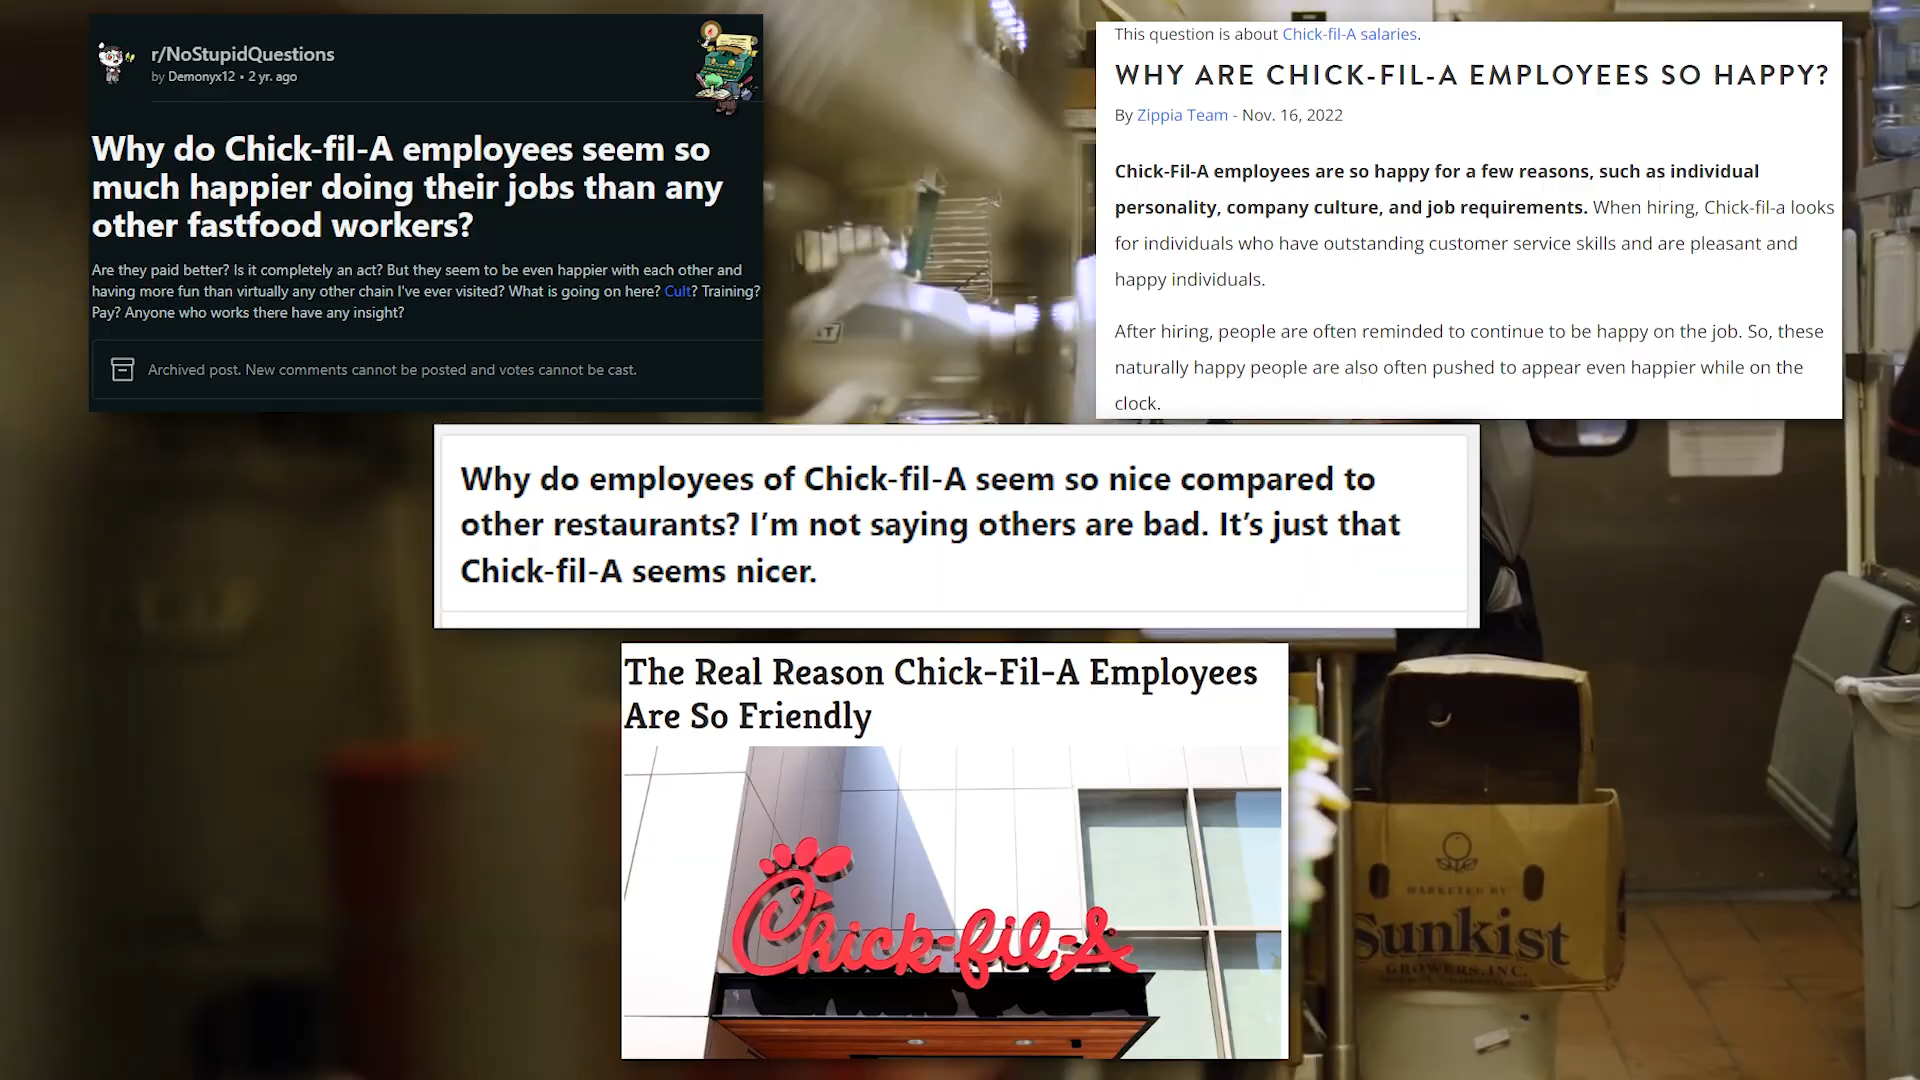 r/NoStupidQuestions
by Demonyx12 • 2 yr. ago
Why do Chick-fil-A employees seem so
much happier doing their jobs than any
other fastfood workers?
Are they paid better? Is it completely an act? But they seem to be even happier with each other and
having more fun than virtually any other chain I've ever visited? What is going on here? Cult? Training?
Pay? Anyone who works there have any insight?
Archived post. New comments cannot be posted and votes cannot be cast.
This question is about Chick-fil-A salaries.
WHY ARE CHICK-FIL-A EMPLOYEES SO HAPPY?
By Zippia Team - Nov. 16, 2022
Chick-Fil-A employees are so happy for a few reasons, such as individual
personality, company culture, and job requirements. When hiring, Chick-fil-a looks
for individuals who have outstanding customer service skills and are pleasant and
happy individuals.
After hiring, people are often reminded to continue to be happy on the job. So, these
naturally happy people are also often pushed to appear even happier while on the
clock.
Why do employees of Chick-fil-A seem so nice compared to
other restaurants? I’m not saying others are bad. It’s just that
Chick-fil-A seems nicer.
The Real Reason Chick-Fil-A Employees
Are So Friendly
Chick-fil-A
MARKETED BY
Sunkist
GROWERS, INC.